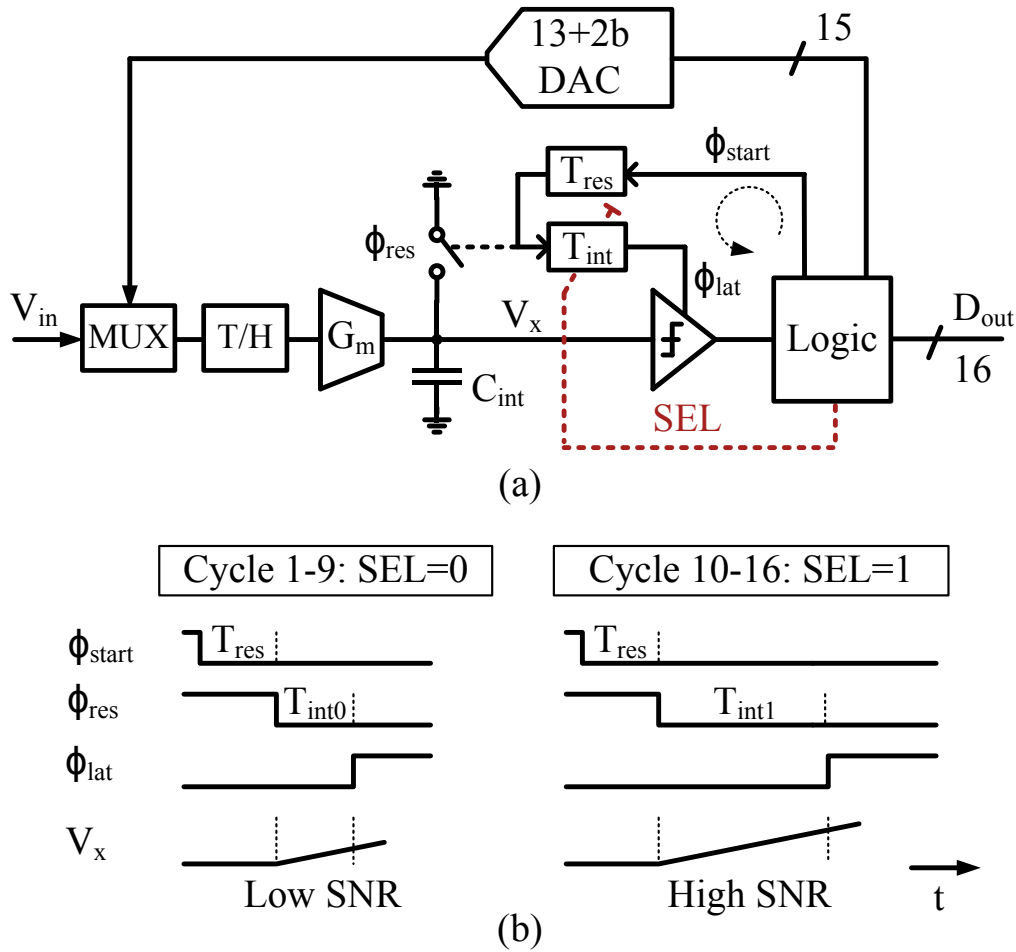 13+2b
DAC
15
ϕstart
Tres
Tint
ϕres
ϕlat
Vin
MUX
T/H
Gm
Vx
Cint
Logic
Dout
16
SEL
(a)
Cycle 1-9: SEL=0
Cycle 10-16: SEL=1
ϕstart
Tres
Tres
ϕres
Tint0
Tint1
ϕlat
Vx
Low SNR
High SNR
t
(b)